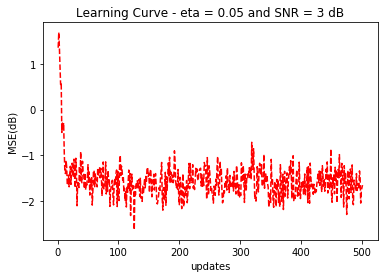 Learning Curve - eta = 0.05 and SNR = 3 dB
MSE(dB)
1
0
−1
−2
0 100 200 300 400 500
updates